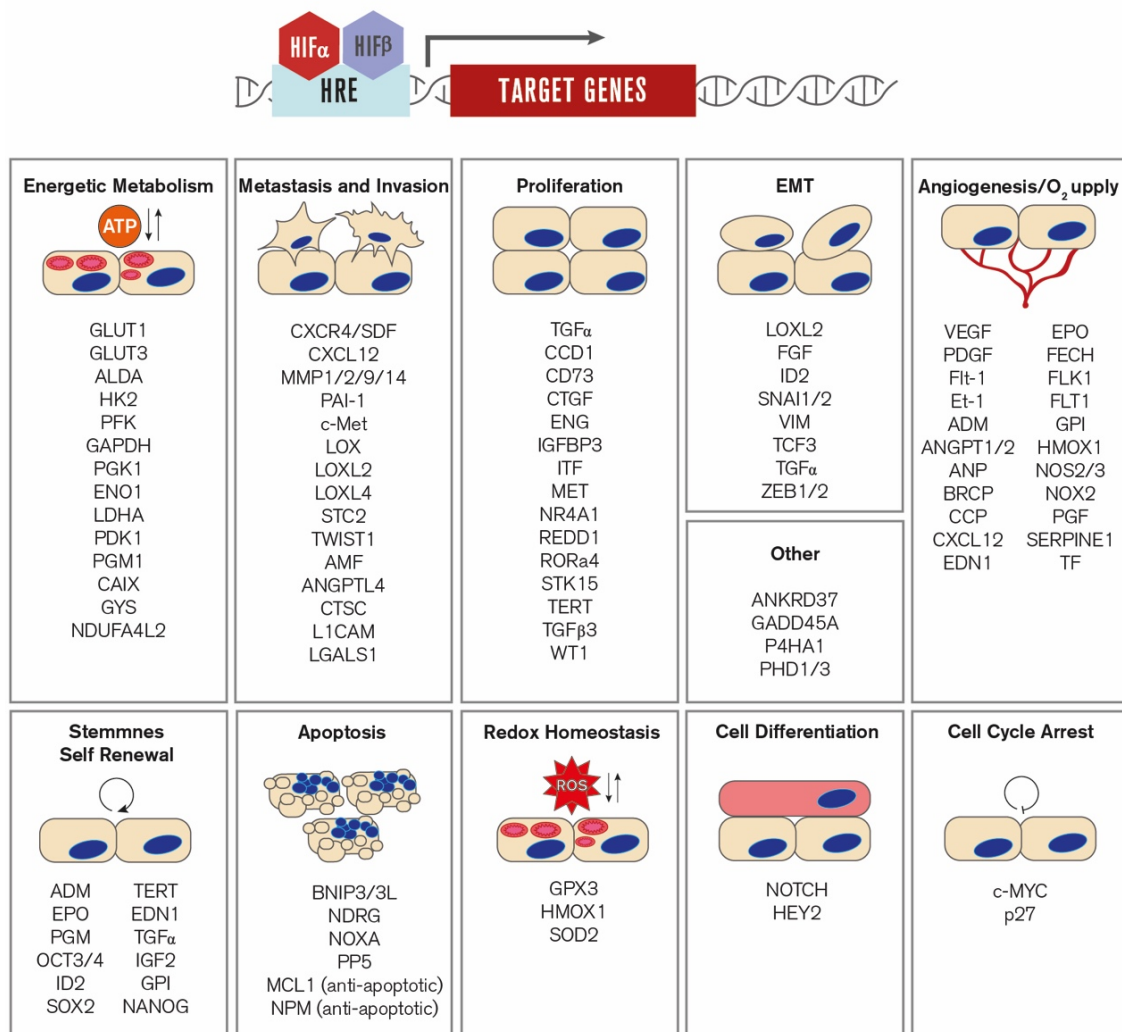 HIFα HIFβ
HRE
TARGET GENES
Energetic Metabolism
ATP
GLUT1
GLUT3
ALDA
HK2
PFK
GAPDH
PGK1
ENO1
LDHA
PDK1
PGM1
CAIX
GYS
NDUFA4L2
Metastasis and Invasion
CXCR4/SDF
CXCL12
MMP1/2/9/14
PAI-1
c-Met
LOX
LOXL2
LOXL4
STC2
TWIST1
AMF
ANGPTL4
CTSC
L1CAM
LGALS1
Proliferation
TGFα
CCD1
CD73
CTGF
ENG
IGFBP3
ITF
MET
NR4A1
REDD1
RORa4
STK15
TERT
TGFβ3
WT1
EMT
LOXL2
FGF
ID2
SNAI1/2
VIM
TCF3
TGFα
ZEB1/2
Other
ANKRD37
GADD45A
P4HA1
PHD1/3
Angiogenesis/O₂ upply
VEGF EPO
PDGF FECH
Flt-1 FLK1
Et-1 FLT1
ADM GPI
ANGPT1/2 HMOX1
ANP NOS2/3
BRCP NOX2
CCP PGF
CXCL12 SERPINE1
EDN1 TF
Stemmnes
Self Renewal
ADM TERT
EPO EDN1
PGM TGFα
OCT3/4 IGF2
ID2 GPI
SOX2 NANOG
Apoptosis
BNIP3/3L
NDRG
NOXA
PP5
MCL1 (anti-apoptotic)
NPM (anti-apoptotic)
Redox Homeostasis
ROS
GPX3
HMOX1
SOD2
Cell Differentiation
NOTCH
HEY2
Cell Cycle Arrest
c-MYC
p27